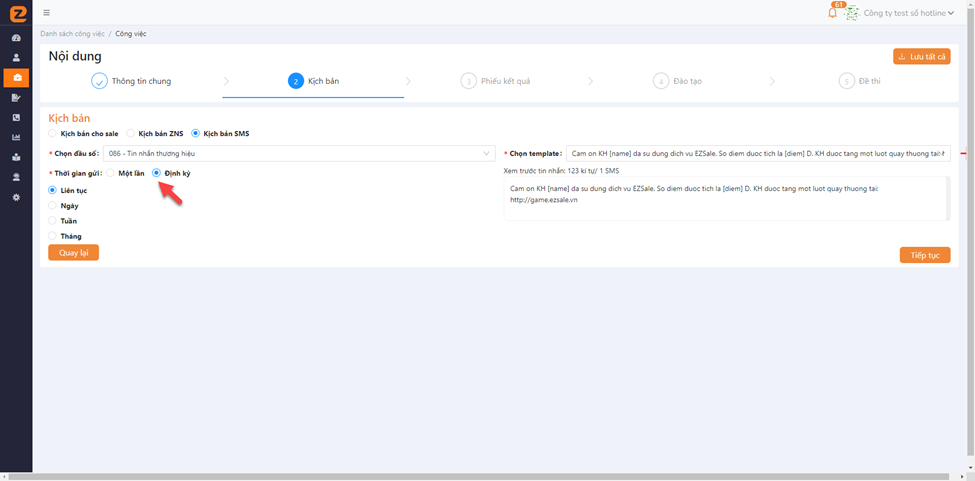 61
Công ty test số hotline
Danh sách công việc / Công việc
Nội dung
Lưu tất cả
Thông tin chung
2 Kịch bản
3 Phiếu kết quả
4 Đào tạo
5 Đề thi
Kịch bản
Kịch bản cho sale
Kịch bản ZNS
Kịch bản SMS
* Chọn đầu số:
086 - Tin nhắn thương hiệu
* Chọn template:
Cam on KH [name] da su dung dich vu EZSale. So diem duoc tich la [diem] D. KH duoc tang mot luot quay thuong tai:
* Thời gian gửi:
Một lần
Định kỳ
Xem trước tin nhắn: 123 kí tự/ 1 SMS
Liên tục
Cam on KH [name] da su dung dich vu EZSale. So diem duoc tich la [diem] D. KH duoc tang mot luot quay thuong tai:
http://game.ezsale.vn
Ngày
Tuần
Tháng
Quay lại
Tiếp tục